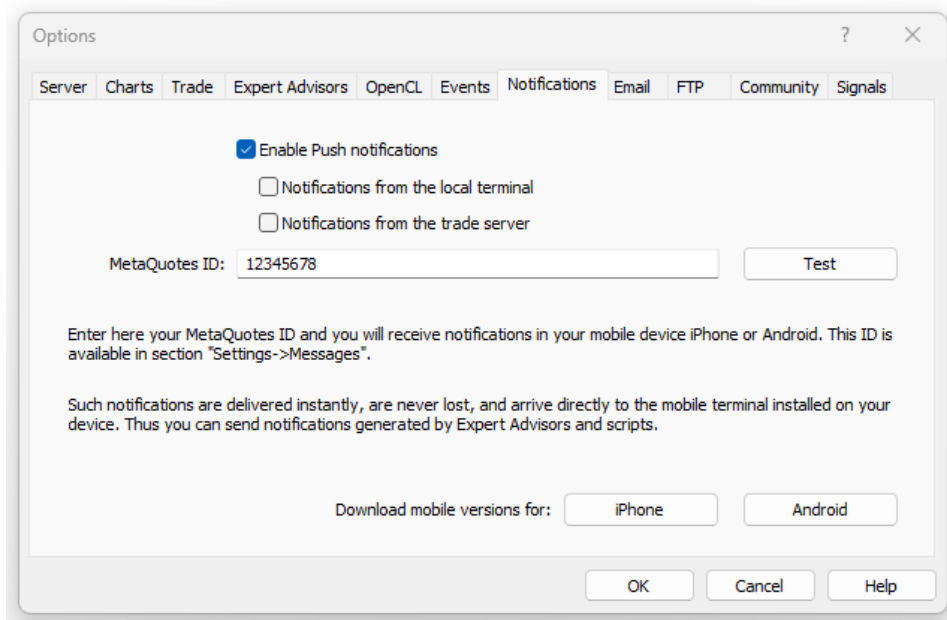 Options
?
Server Charts Trade Expert Advisors OpenCL Events Notifications Email FTP Community Signals
Enable Push notifications
Notifications from the local terminal
Notifications from the trade server
MetaQuotes ID: 12345678 Test
Enter here your MetaQuotes ID and you will receive notifications in your mobile device iPhone or Android. This ID is
available in section "Settings->Messages".
Such notifications are delivered instantly, are never lost, and arrive directly to the mobile terminal installed on your
device. Thus you can send notifications generated by Expert Advisors and scripts.
Download mobile versions for: iPhone Android
OK Cancel Help